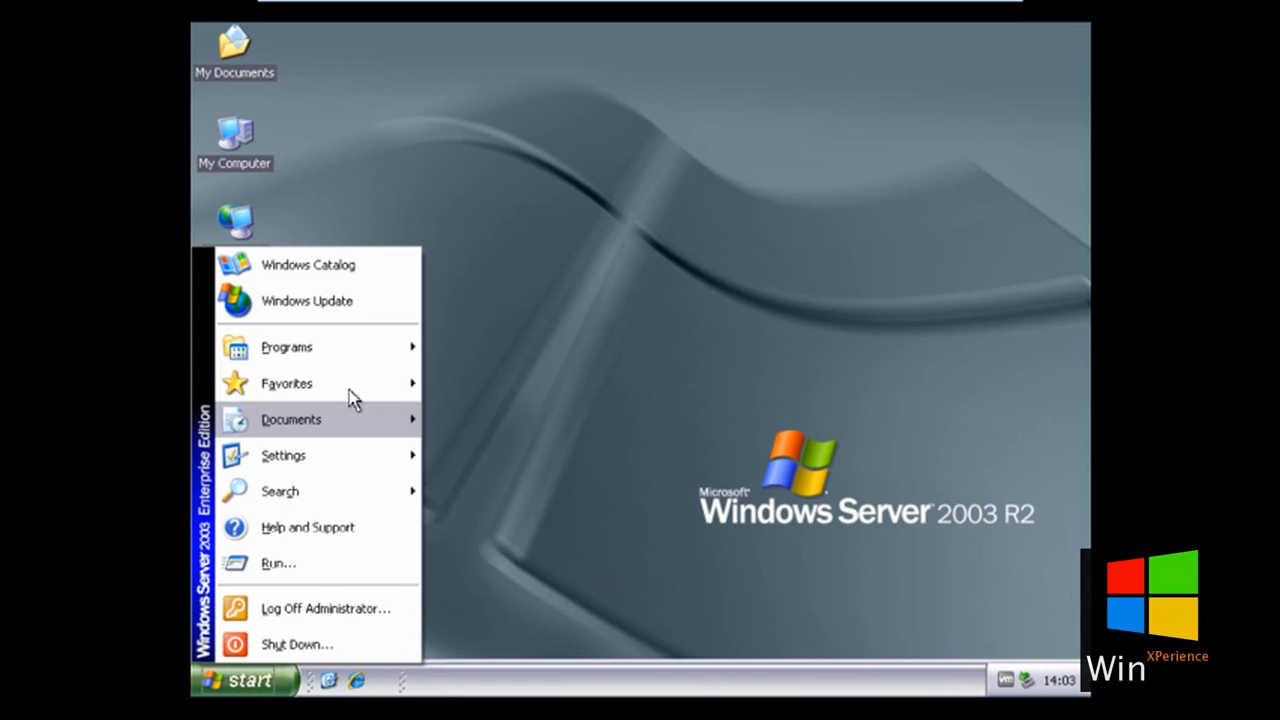 My Documents
My Computer
Windows Catalog
Windows Update
Programs
Favorites
Documents
Settings
Search
Help and Support
Run...
Log Off Administrator...
Shut Down...
Windows Server 2003 Enterprise Edition
Microsoft
Windows Server 2003 R2
start
vm
14:03
Win XPerience